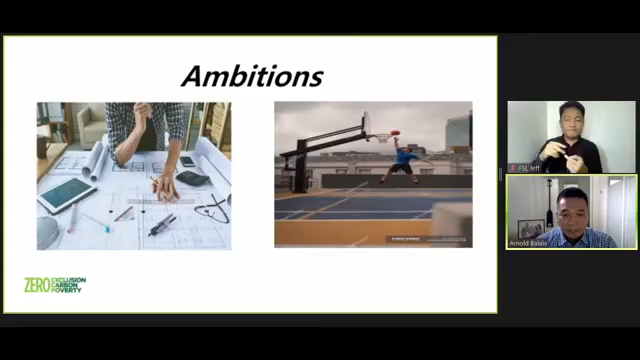 Ambitions
ZERO EXCLUSION
CARBON
POVERTY
FSL Jeff
Arnold Balais